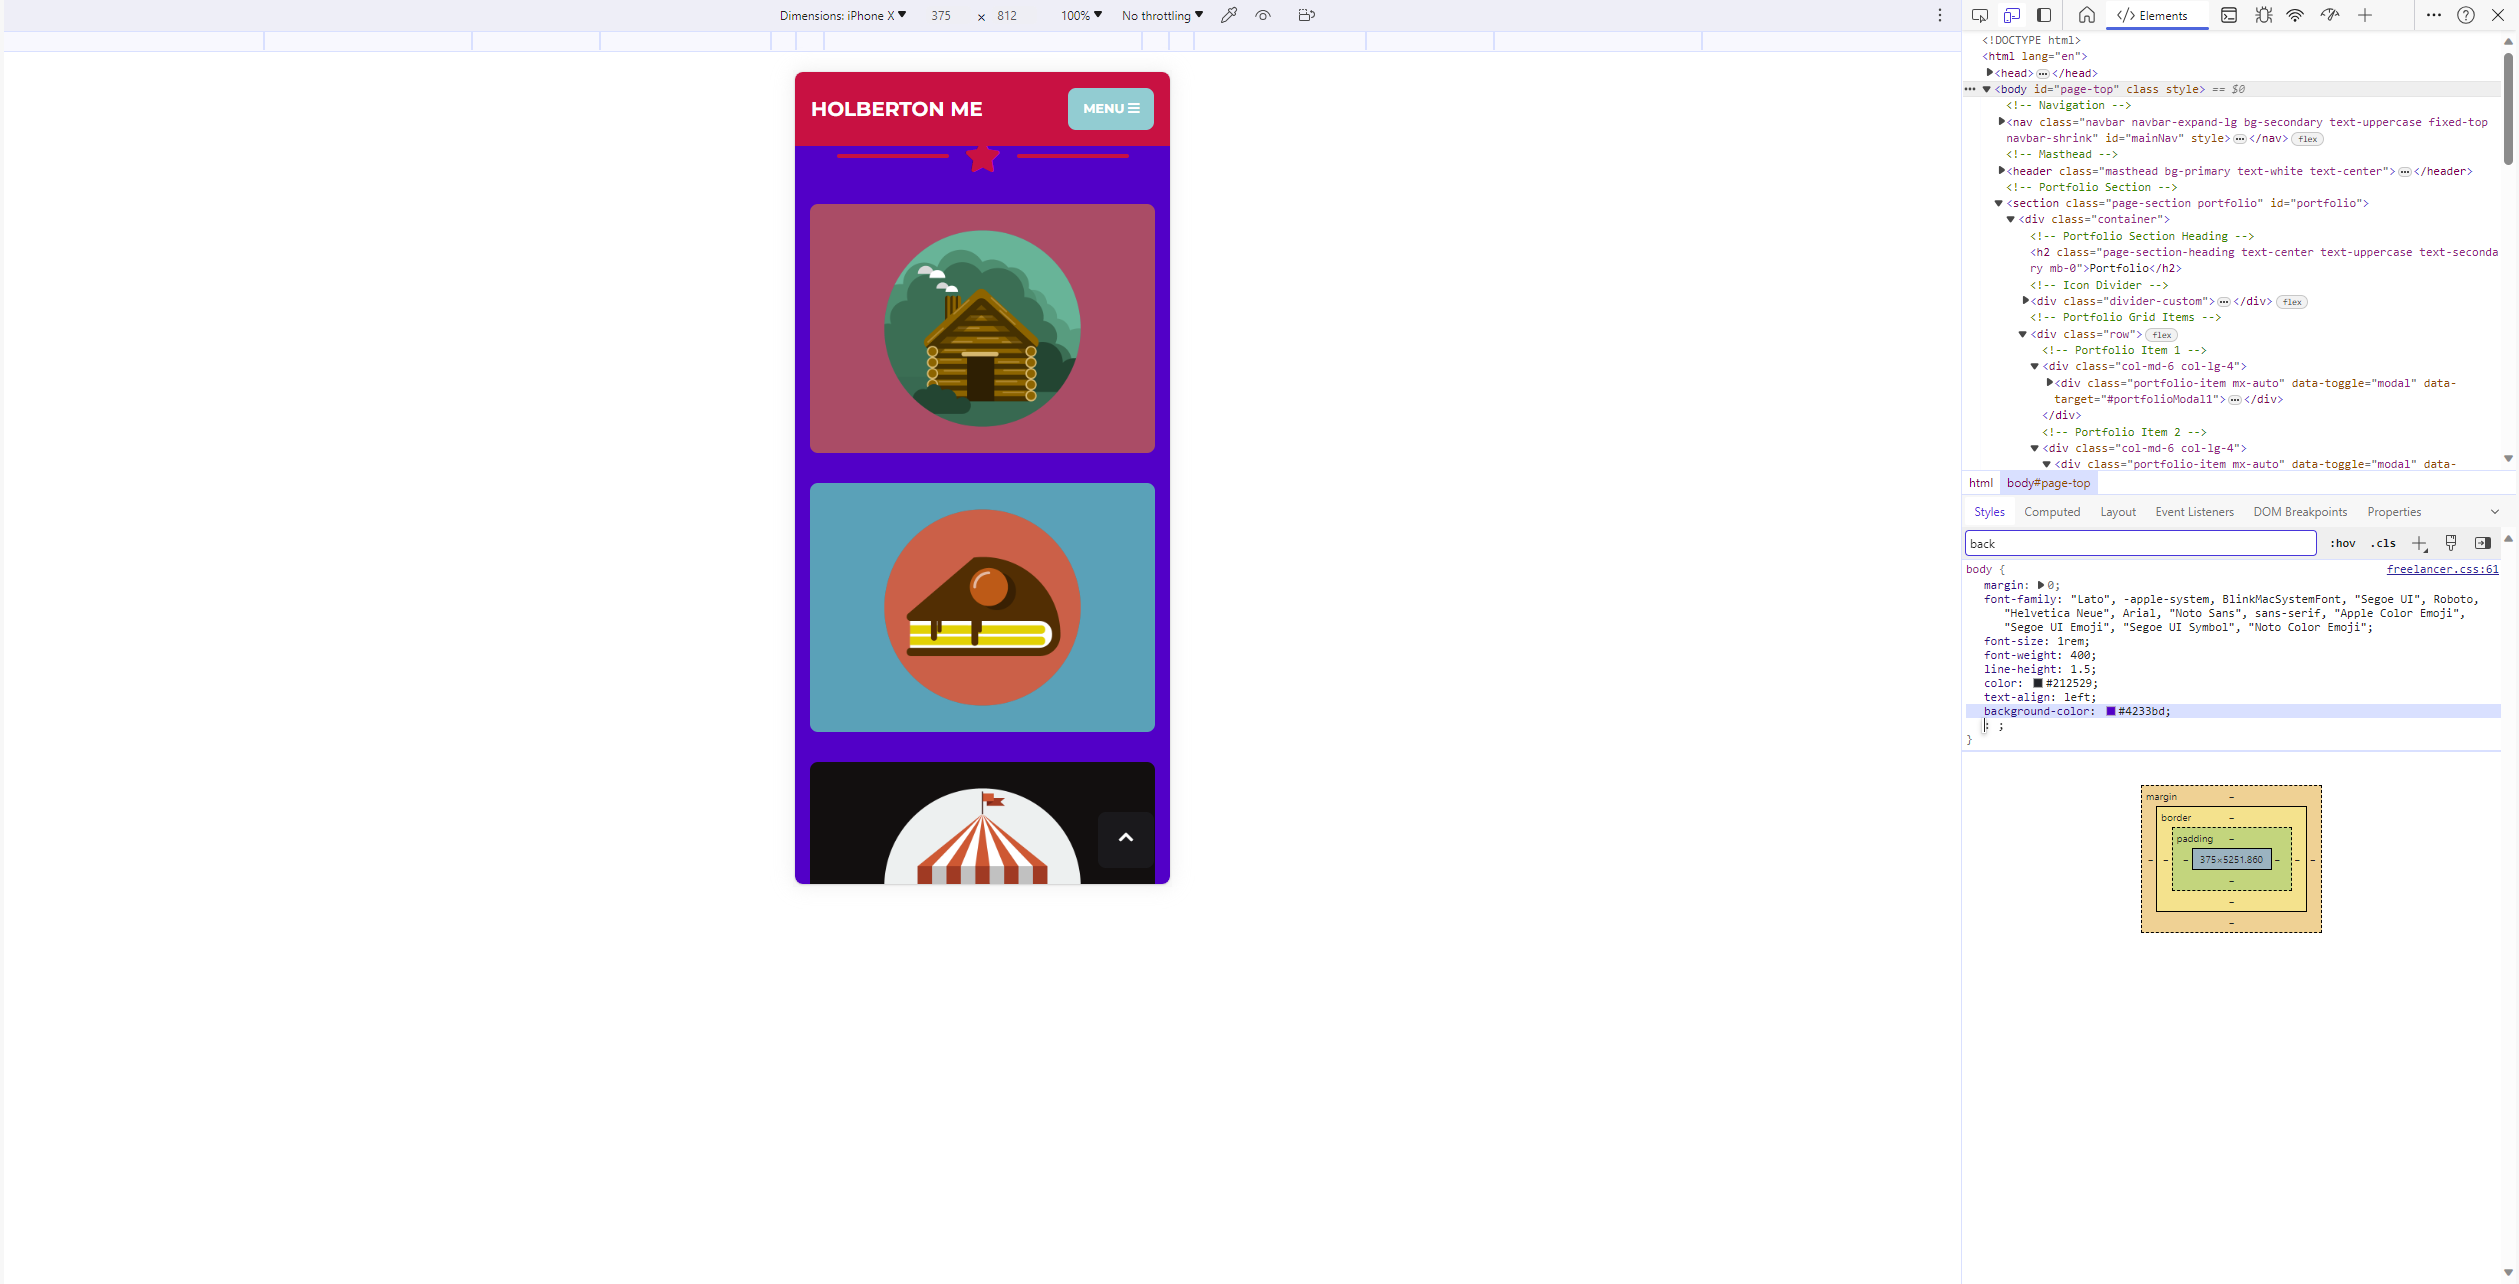 Dimensions: iPhone X 375 × 812 100% No throttling
Elements
HOLBERTON ME
MENU
<!DOCTYPE html>
<html lang="en">
<head> </head>
<body id="page-top" class style> == $0
<!-- Navigation -->
<nav class="navbar navbar-expand-lg bg-secondary text-uppercase fixed-top
navbar-shrink" id="mainNav" style> </nav> flex
<!-- Masthead -->
<header class="masthead bg-primary text-white text-center"> </header>
<!-- Portfolio Section -->
<section class="page-section portfolio" id="portfolio">
<div class="container">
<!-- Portfolio Section Heading -->
<h2 class="page-section-heading text-center text-uppercase text-seconda
ry mb-0">Portfolio</h2>
<!-- Icon Divider -->
<div class="divider-custom"> </div> flex
<!-- Portfolio Grid Items -->
<div class="row"> flex
<!-- Portfolio Item 1 -->
<div class="col-md-6 col-lg-4">
<div class="portfolio-item mx-auto" data-toggle="modal" data-
target="#portfolioModal1"> </div>
</div>
<!-- Portfolio Item 2 -->
<div class="col-md-6 col-lg-4">
<div class="portfolio-item mx-auto" data-toggle="modal" data-
html body#page-top
Styles Computed Layout Event Listeners DOM Breakpoints Properties
back :hov .cls
body { freelancer.css:61
margin: 0;
font-family: "Lato", -apple-system, BlinkMacSystemFont, "Segoe UI", Roboto,
"Helvetica Neue", Arial, "Noto Sans", sans-serif, "Apple Color Emoji",
"Segoe UI Emoji", "Segoe UI Symbol", "Noto Color Emoji";
font-size: 1rem;
font-weight: 400;
line-height: 1.5;
color: #212529;
text-align: left;
background-color: #4233bd;
: ;
}
margin –
border –
padding –
– – – 375×5251.860 – – –
–
–
–